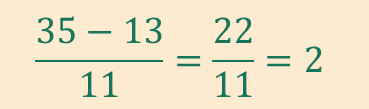 (35 − 13)/11 = 22/11 = 2